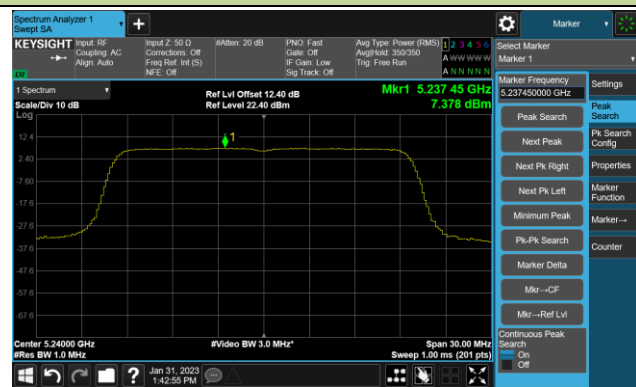 Spectrum Analyzer 1
Swept SA
+
Marker
KEYSIGHT
Input: RF
Coupling: AC
Align: Auto
Input Z: 50 Ω
Corrections: Off
Freq Ref: Int (S)
NFE: Off
#Atten: 20 dB
PNO: Fast
Gate: Off
IF Gain: Low
Sig Track: Off
Avg Type: Power (RMS)
Avg|Hold: 350/350
Trig: Free Run
1 2 3 4 5 6
A W W W W W
A N N N N N
LXI
Select Marker
Marker 1
1 Spectrum
Scale/Div 10 dB
Log
Ref Lvl Offset 12.40 dB
Ref Level 22.40 dBm
Mkr1 5.237 45 GHz
7.378 dBm
Marker Frequency
5.237450000 GHz
Settings
Peak Search
Peak
Search
Next Peak
Pk Search
Config
Next Pk Right
Properties
Next Pk Left
Marker
Function
Minimum Peak
Marker→
Pk-Pk Search
Counter
Marker Delta
Mkr→CF
Mkr→Ref Lvl
Continuous Peak
Search
On
Off
1
12.4
2.40
-7.60
-17.6
-27.6
-37.6
-47.6
-57.6
-67.6
Center 5.24000 GHz
#Res BW 1.0 MHz
#Video BW 3.0 MHz*
Span 30.00 MHz
Sweep 1.00 ms (201 pts)
?
Jan 31, 2023
1:42:55 PM